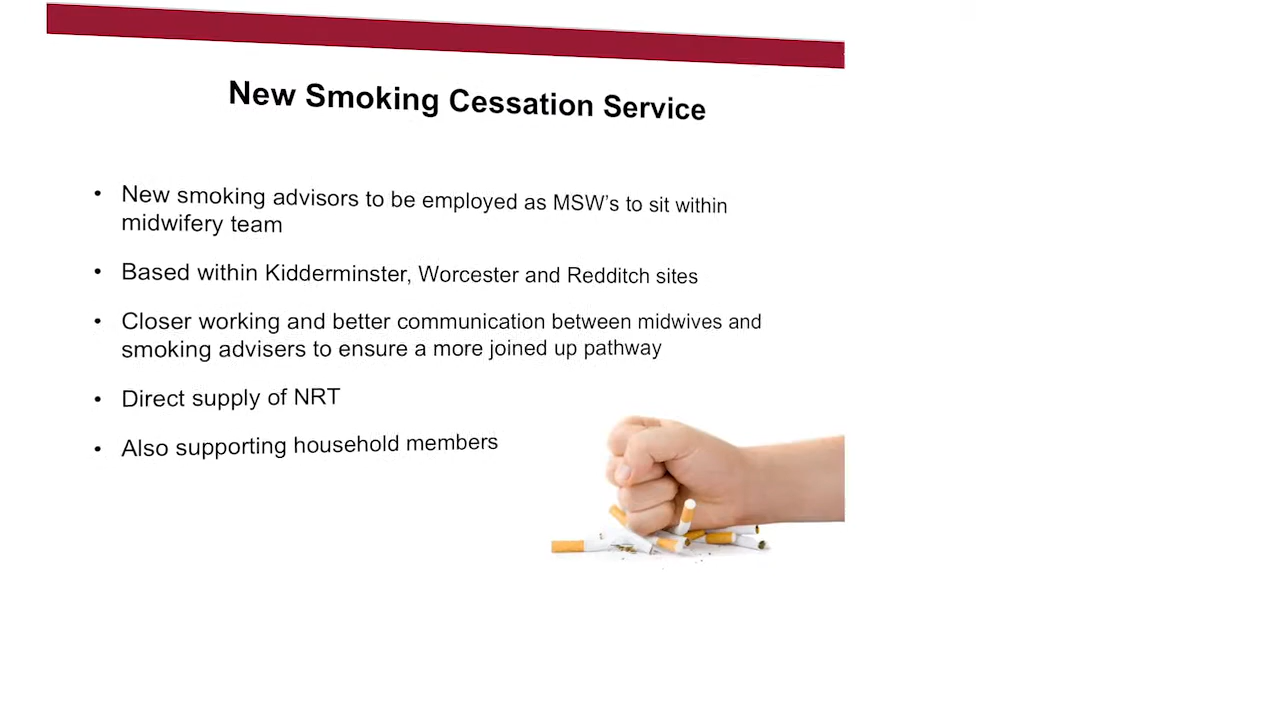 New Smoking Cessation Service
• New smoking advisors to be employed as MSW's to sit within
midwifery team
• Based within Kidderminster, Worcester and Redditch sites
• Closer working and better communication between midwives and
smoking advisers to ensure a more joined up pathway
• Direct supply of NRT
• Also supporting household members